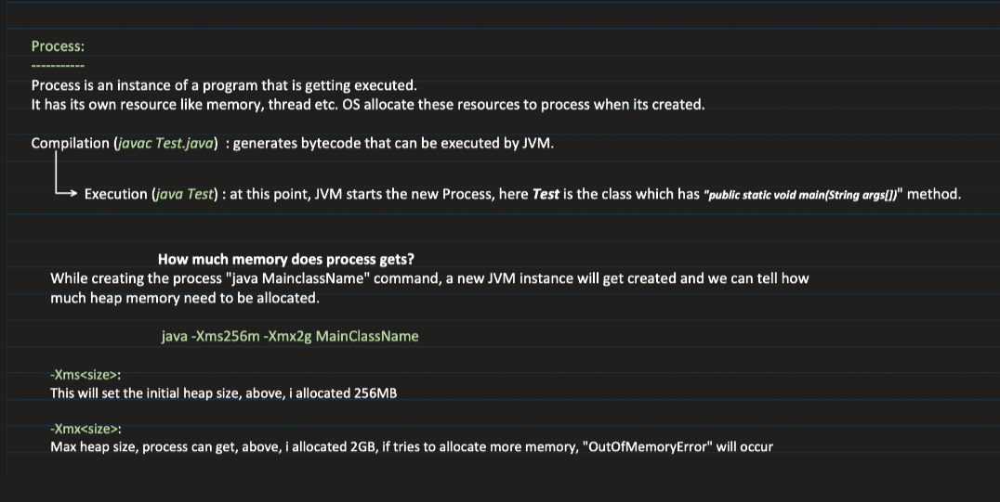 Process:
-----------
Process is an instance of a program that is getting executed.
It has its own resource like memory, thread etc. OS allocate these resources to process when its created.
Compilation (javac Test.java)  : generates bytecode that can be executed by JVM.
Execution (java Test) : at this point, JVM starts the new Process, here Test is the class which has "public static void main(String args[])" method.
How much memory does process gets?
While creating the process "java MainclassName" command, a new JVM instance will get created and we can tell how
much heap memory need to be allocated.
java -Xms256m -Xmx2g MainClassName
-Xms<size>:
This will set the initial heap size, above, i allocated 256MB
-Xmx<size>:
Max heap size, process can get, above, i allocated 2GB, if tries to allocate more memory, "OutOfMemoryError" will occur